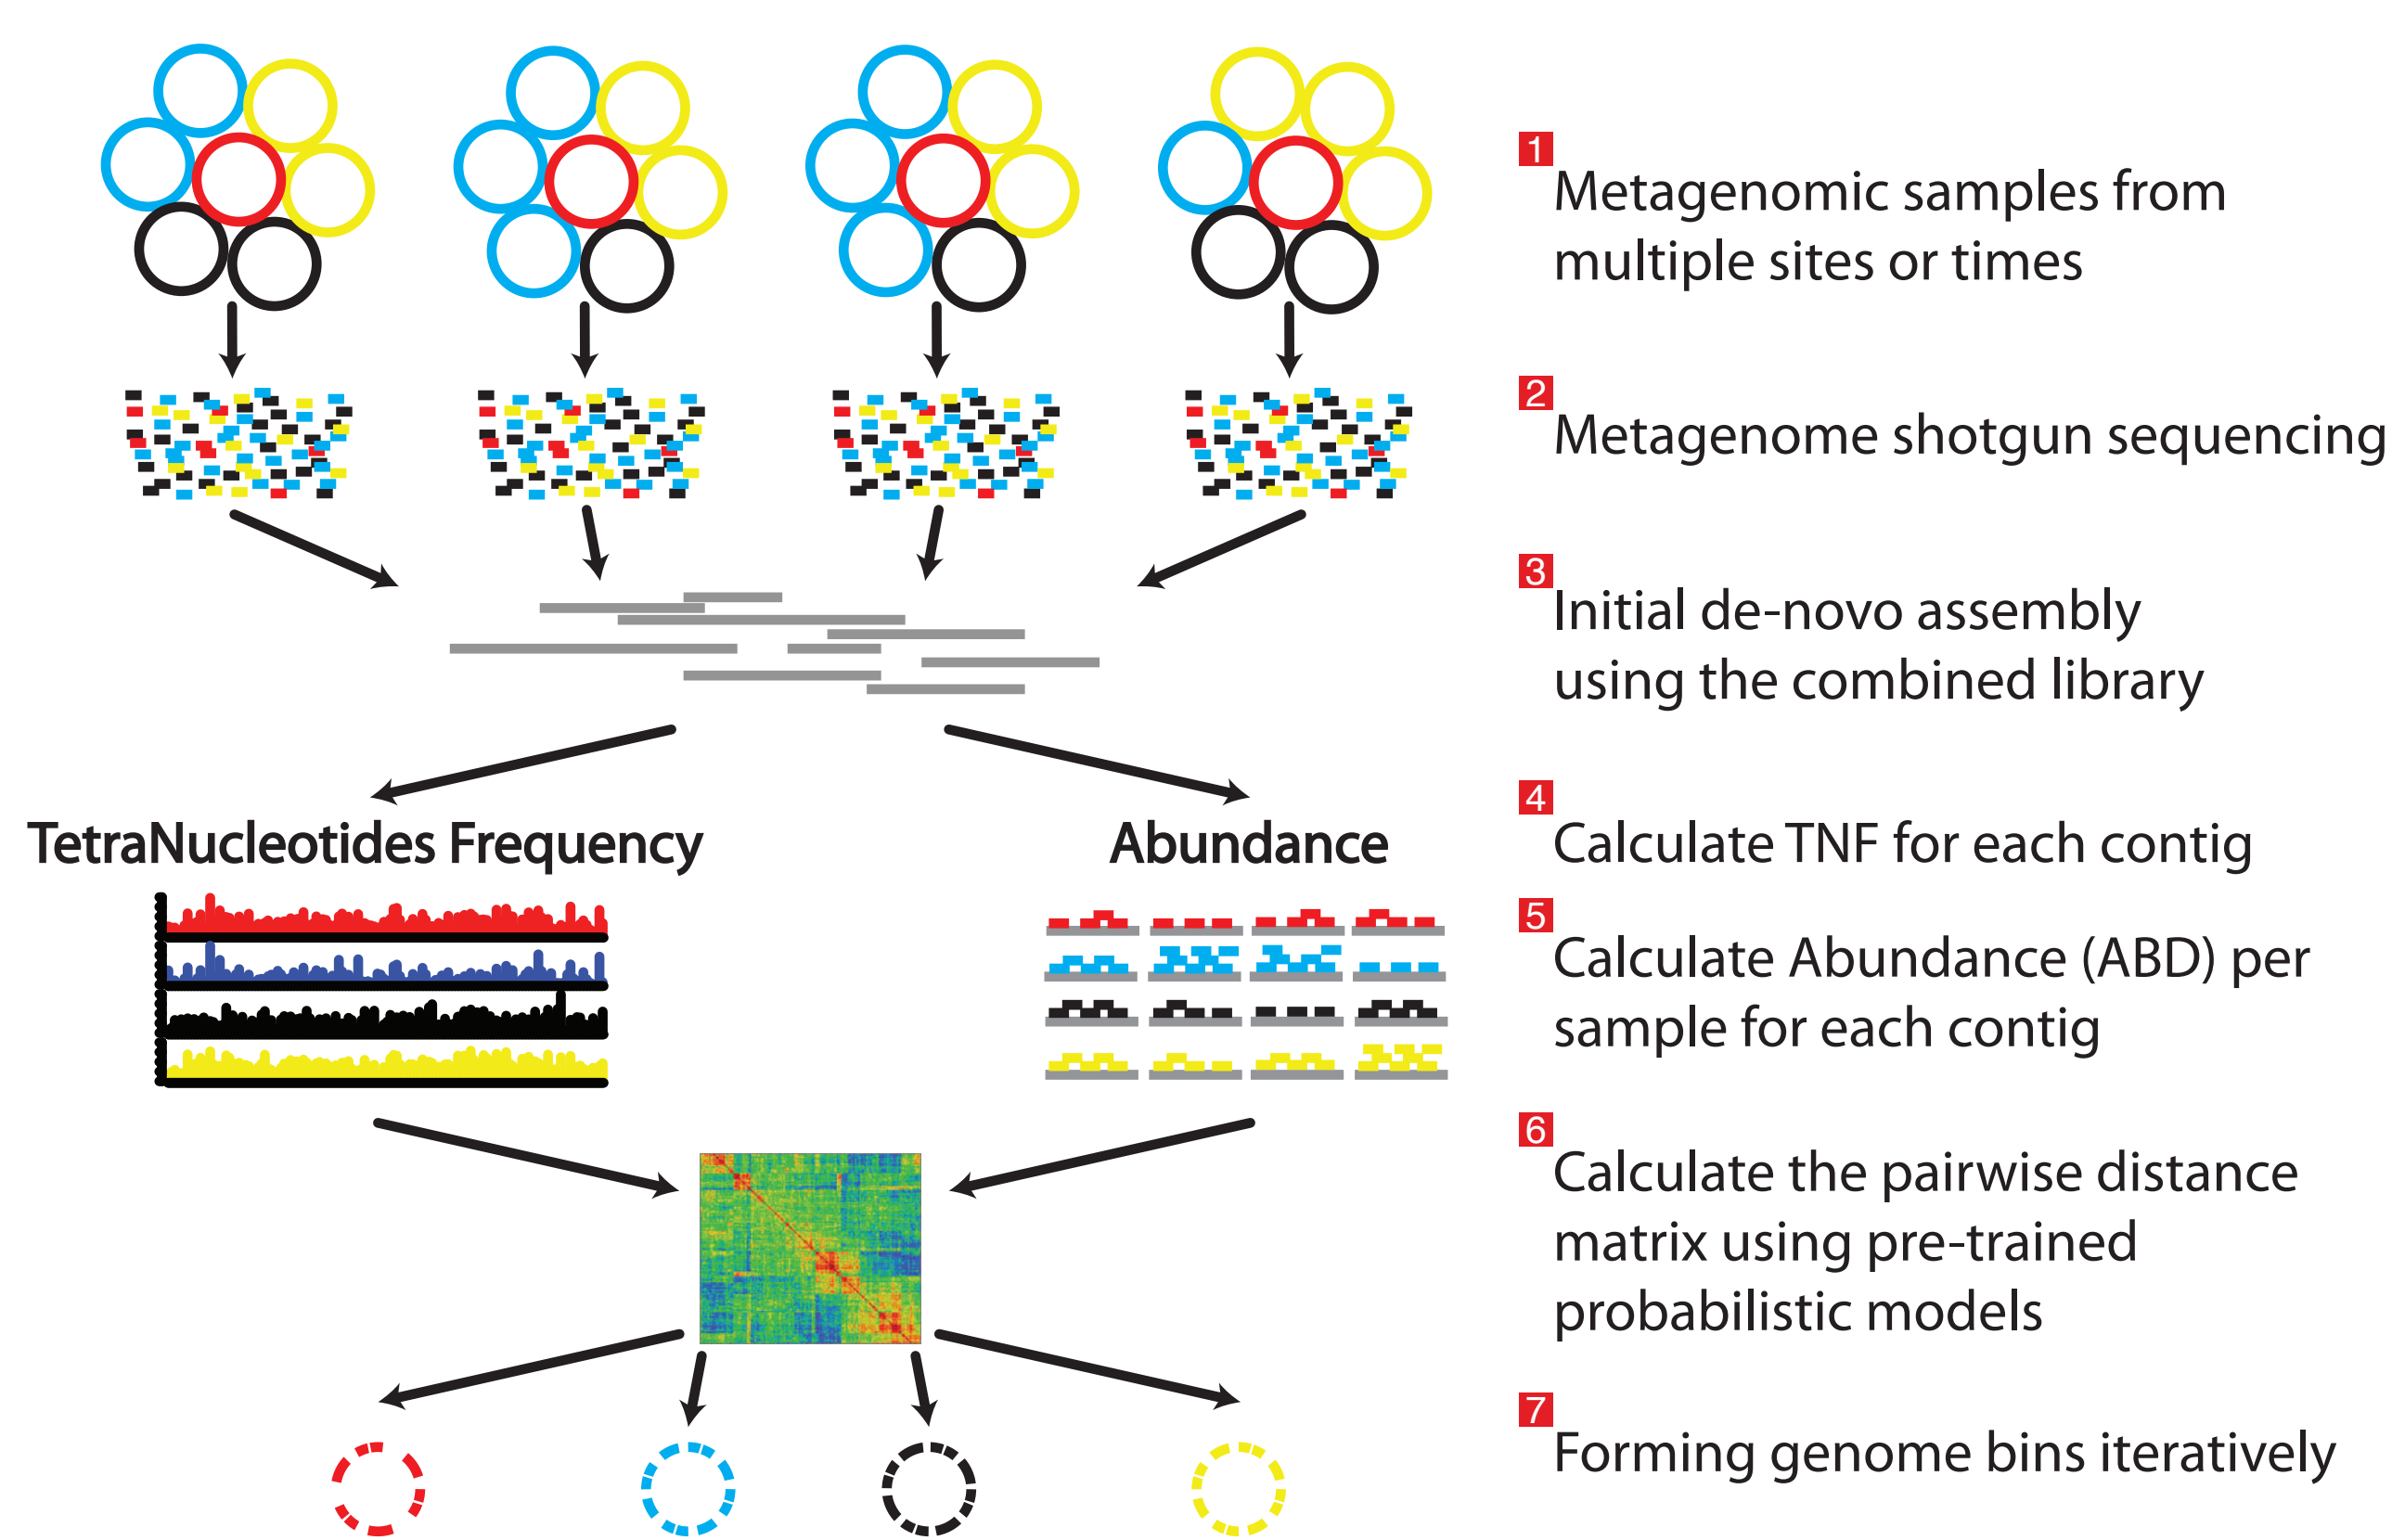 1
Metagenomic samples from
multiple sites or times
2
Metagenome shotgun sequencing
3
Initial de-novo assembly
using the combined library
TetraNucleotides Frequency
Abundance
4
Calculate TNF for each contig
5
Calculate Abundance (ABD) per
sample for each contig
6
Calculate the pairwise distance
matrix using pre-trained
probabilistic models
7
Forming genome bins iteratively